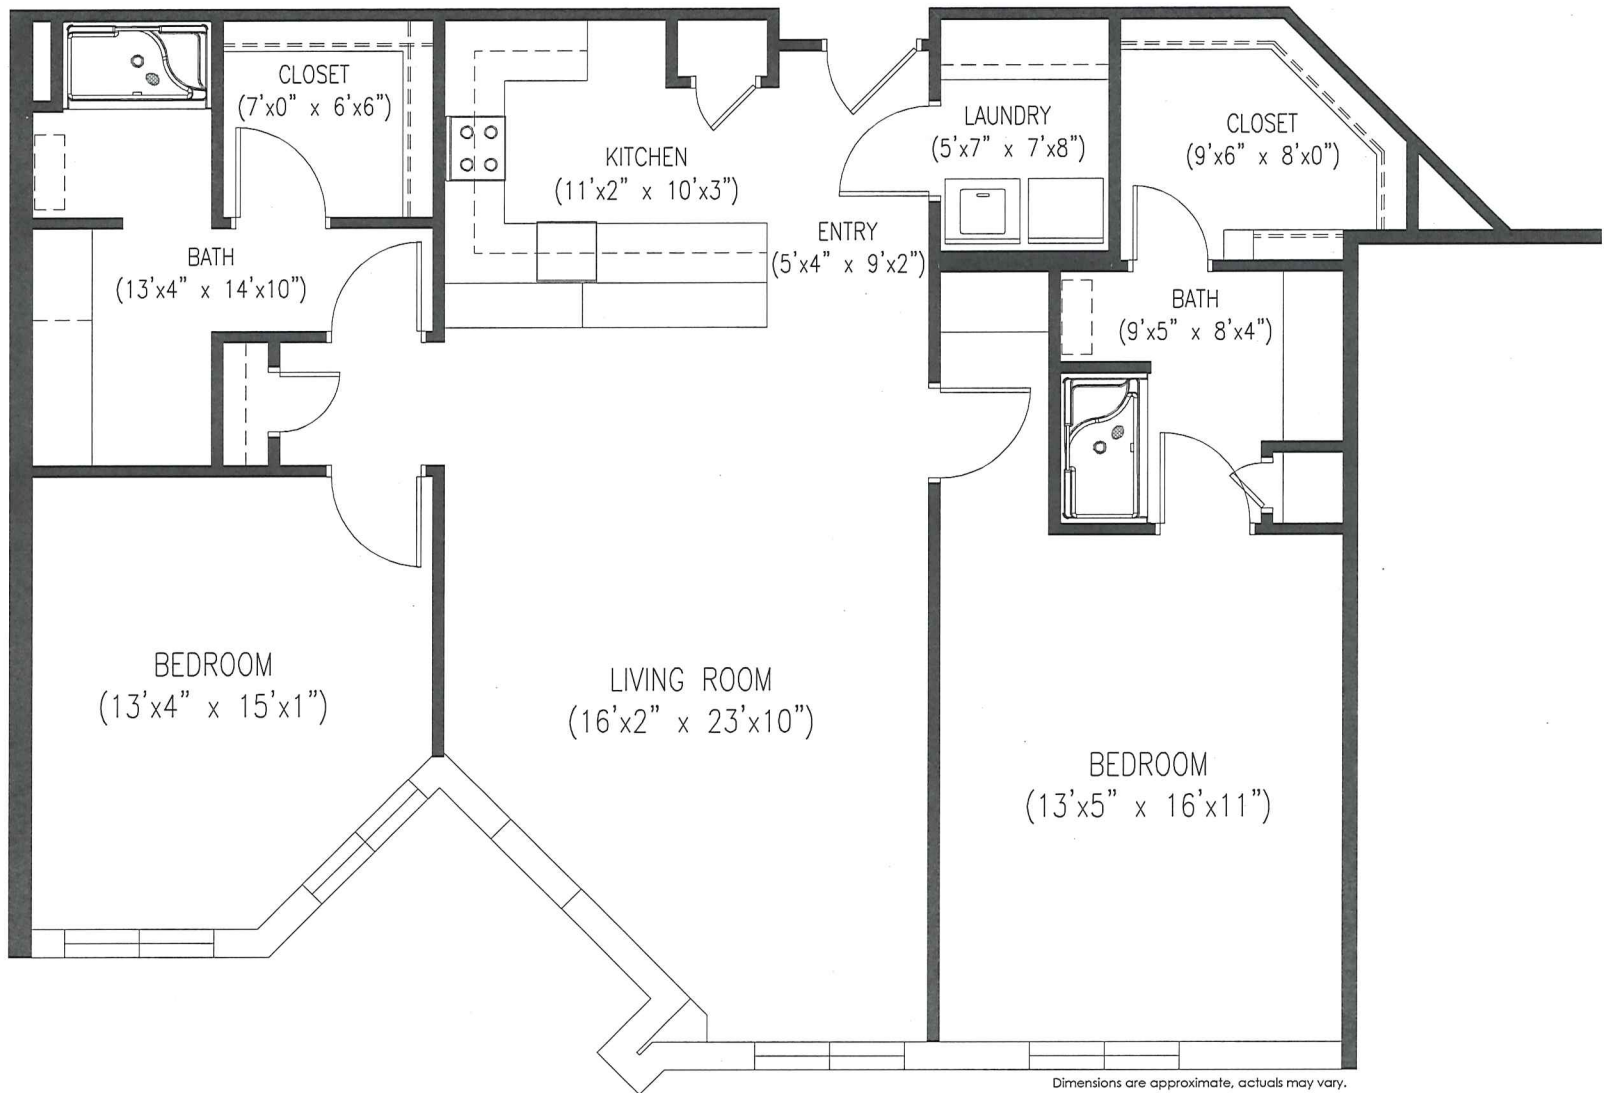 CLOSET
(7'x0" x 6'x6")
KITCHEN
(11'x2" x 10'x3")
LAUNDRY
(5'x7" x 7'x8")
CLOSET
(9'x6" x 8'x0")
BATH
(13'x4" x 14'x10")
ENTRY
(5'x4" x 9'x2")
BATH
(9'x5" x 8'x4")
BEDROOM
(13'x4" x 15'x1")
LIVING ROOM
(16'x2" x 23'x10")
BEDROOM
(13'x5" x 16'x11")
Dimensions are approximate, actuals may vary.